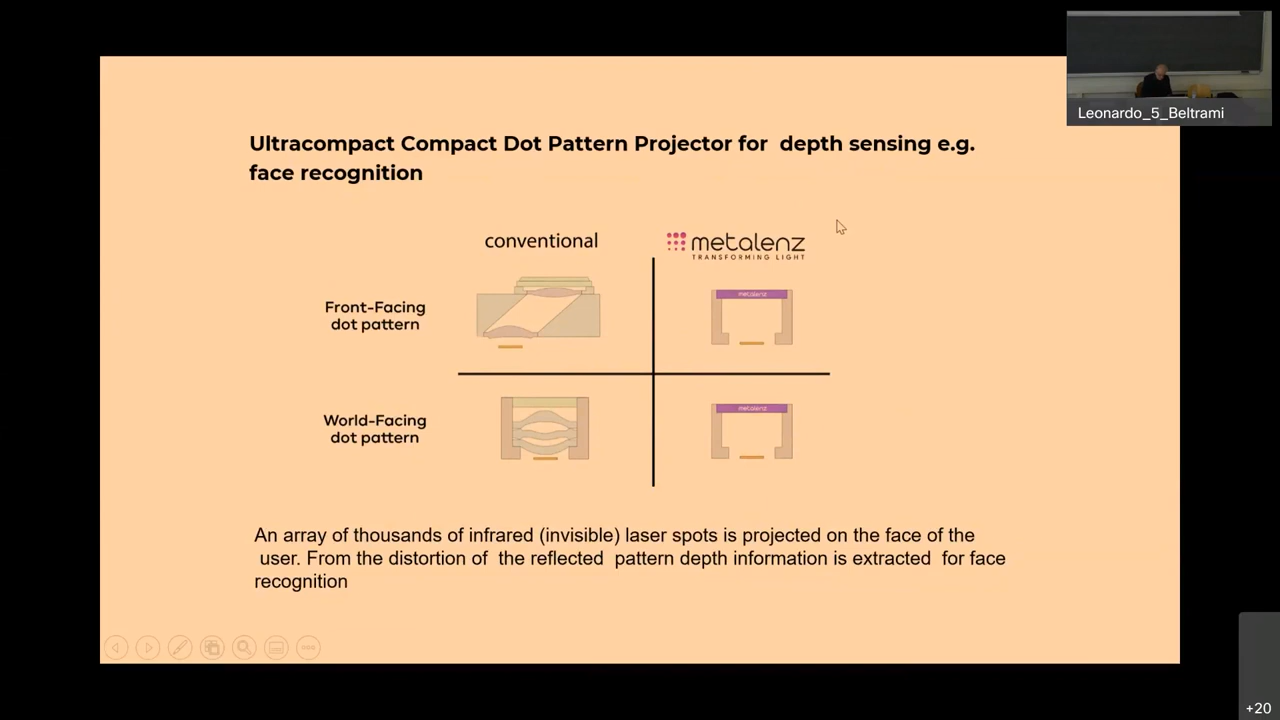 Leonardo_5_Beltrami
Ultracompact Compact Dot Pattern Projector for depth sensing e.g.
face recognition
conventional
metalenz
TRANSFORMING LIGHT
Front-Facing
dot pattern
metalenz
World-Facing
dot pattern
metalenz
An array of thousands of infrared (invisible) laser spots is projected on the face of the
user. From the distortion of the reflected pattern depth information is extracted for face
recognition
+20